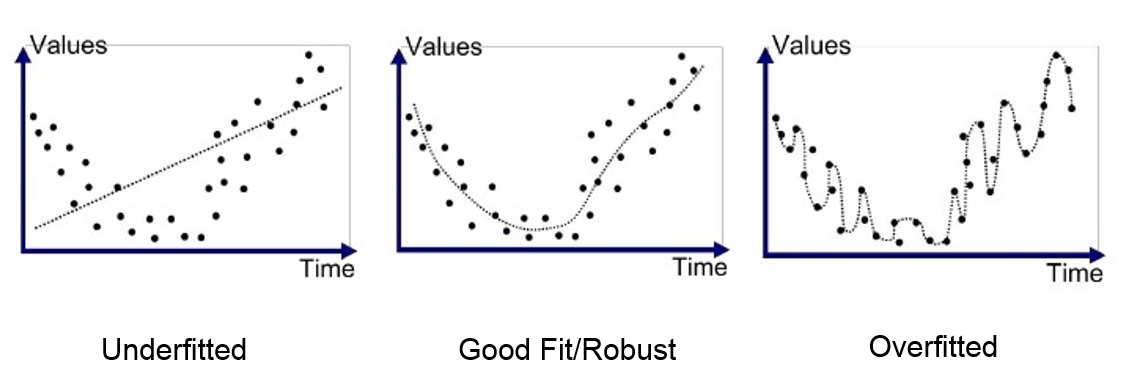 Values
Time
Underfitted
Values
Time
Good Fit/Robust
Values
Time
Overfitted